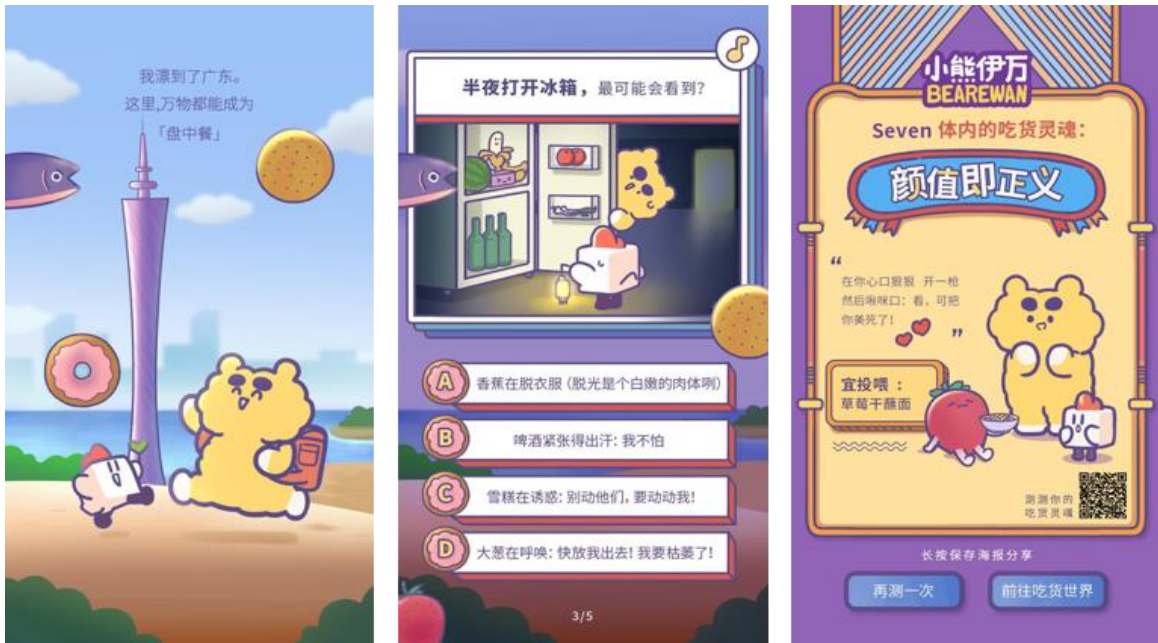 我漂到了广东。
这里,万物都能成为
「盘中餐」
半夜打开冰箱，最可能会看到?
A 香蕉在脱衣服（脱光是个白嫩的肉体咧)
B 啤酒紧张得出汗: 我不怕
C 雪糕在诱惑: 别动他们, 要动动我!
D 大葱在呼唤: 快放我出去! 我要枯萎了!
3/5
小熊伊万
BEAREWAN
Seven 体内的吃货灵魂:
颜值即正义
“
在你心口狠狠 开一枪
然后啾咪口: 看, 可把
你美死了!
”
宜投喂 :
草莓干蘸面
测测你的
吃货灵魂
长按保存海报分享
再测一次
前往吃货世界